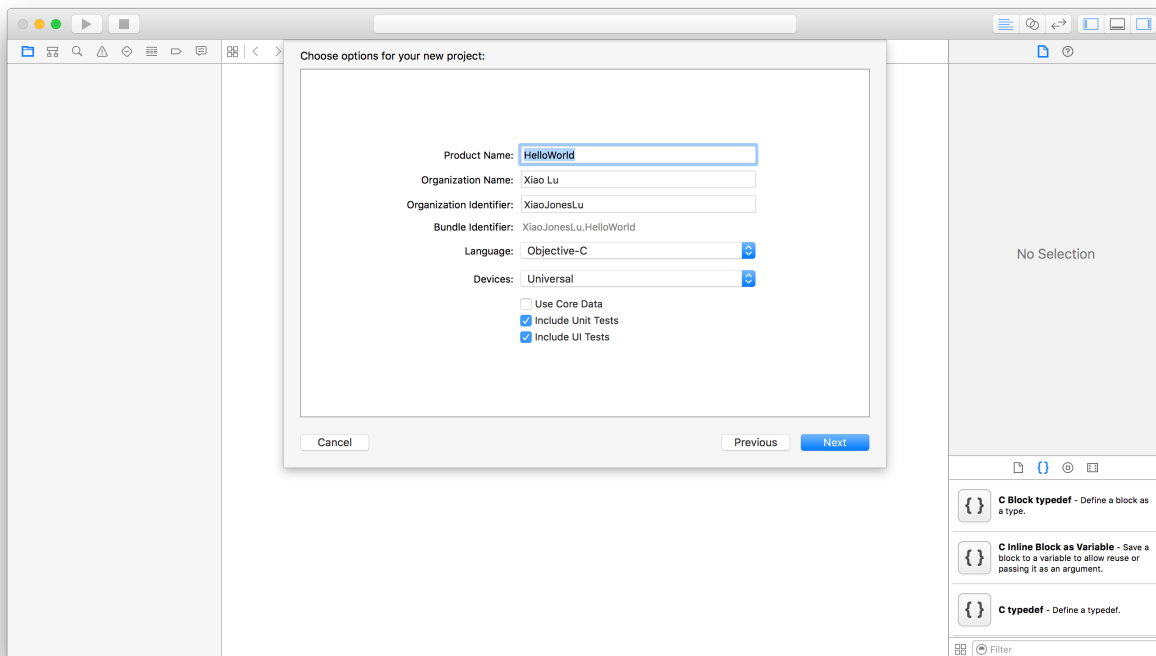 Choose options for your new project:
Product Name: HelloWorld
Organization Name: Xiao Lu
Organization Identifier: XiaoJonesLu
Bundle Identifier: XiaoJonesLu.HelloWorld
Language: Objective-C
Devices: Universal
Use Core Data
Include Unit Tests
Include UI Tests
Cancel
Previous
Next
No Selection
{ }
{ } C Block typedef - Define a block as
a type.
{ } C Inline Block as Variable - Save a
block to a variable to allow reuse or
passing it as an argument.
{ } C typedef - Define a typedef.
Filter